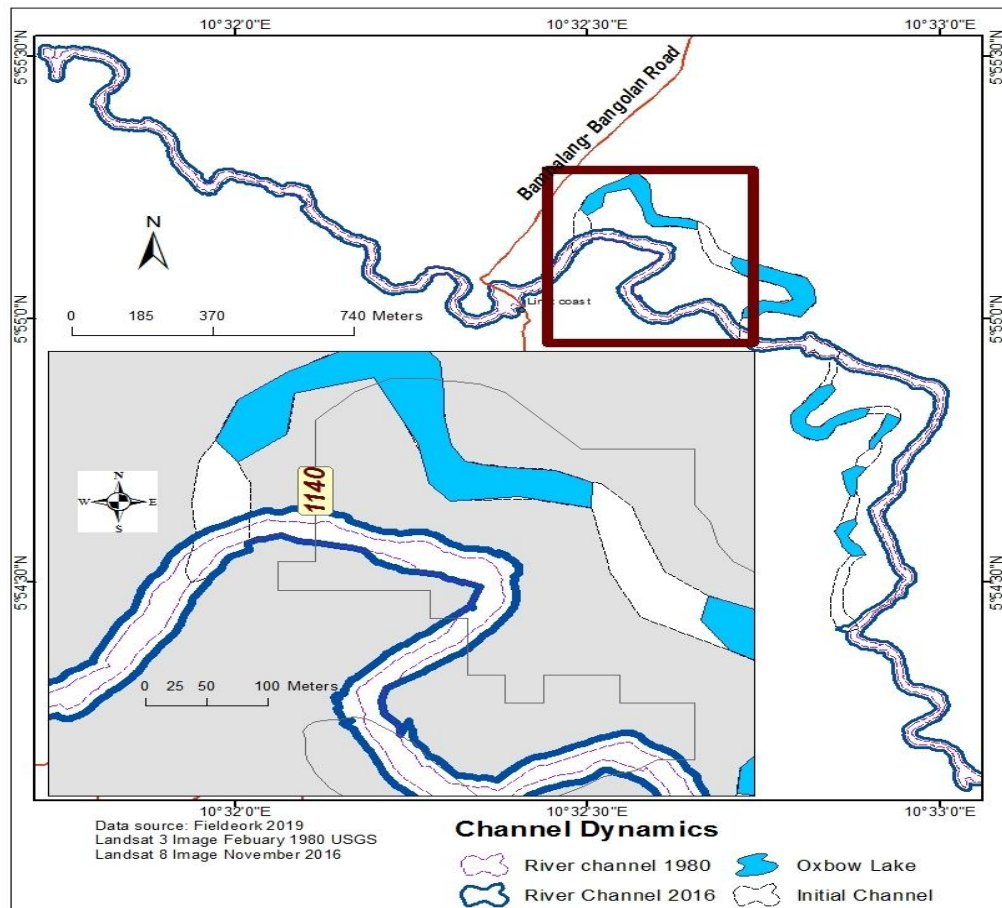 10°32'0"E
10°32'30"E
10°33'0"E
5°55'30"N
5°55'30"N
Bambalang- Bangolan Road
N
5°55'0"N
5°55'0"N
0 185 370 740 Meters
N
W E
S
1140
5°54'30"N
5°54'30"N
0 25 50 100 Meters
10°32'0"E
10°32'30"E
10°33'0"E
Data source: Fieldeork 2019
Landsat 3 Image Febuary 1980 USGS
Landsat 8 Image November 2016
Channel Dynamics
River channel 1980
Oxbow Lake
River Channel 2016
Initial Channel